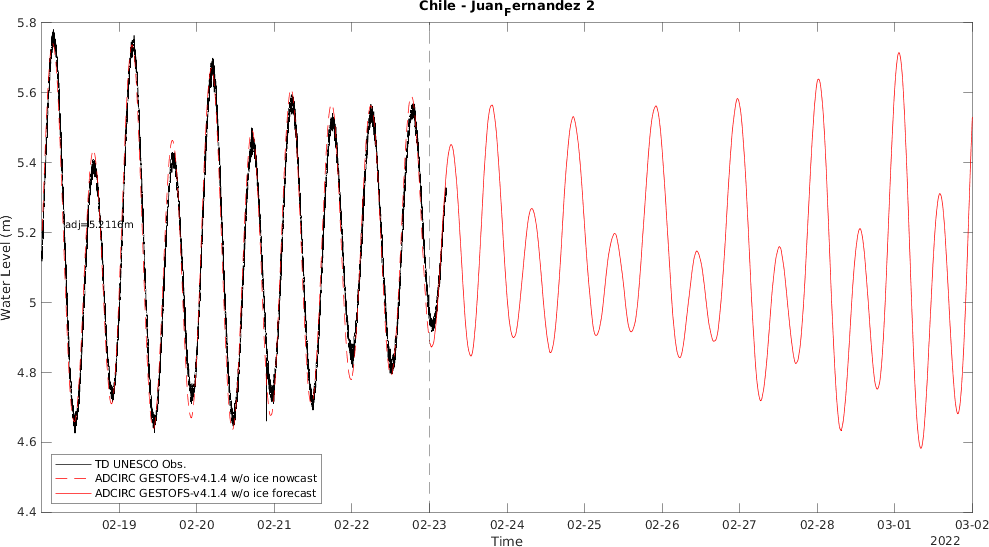 Chile - Juan_Fernandez 2
5.8
5.6
5.4
5.2
5
4.8
4.6
4.4
Water Level (m)
adj=5.2116m
TD UNESCO Obs.
ADCIRC GESTOFS-v4.1.4 w/o ice nowcast
ADCIRC GESTOFS-v4.1.4 w/o ice forecast
02-19 02-20 02-21 02-22 02-23 02-24 02-25 02-26 02-27 02-28 03-01 03-02
Time
2022